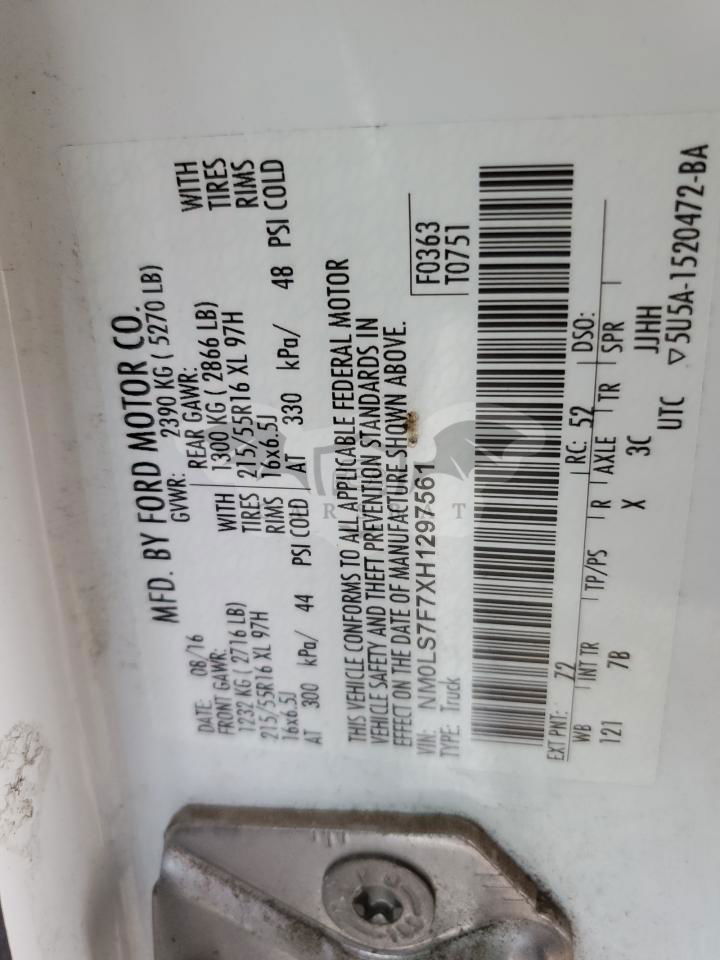 MFD. BY FORD MOTOR CO.
DATE: 08/16 GVWR: 2390 KG ( 5270 LB)
FRONT GAWR: REAR GAWR:
1232 KG ( 2716 LB) WITH 1300 KG ( 2866 LB) WITH
215/55R16 XL 97H TIRES 215/55R16 XL 97H TIRES
16x6.5J RIMS 16x6.5J RIMS
AT 300 kPa/ 44 PSI COLD AT 330 kPa/ 48 PSI COLD
THIS VEHICLE CONFORMS TO ALL APPLICABLE FEDERAL MOTOR
VEHICLE SAFETY AND THEFT PREVENTION STANDARDS IN
EFFECT ON THE DATE OF MANUFACTURE SHOWN ABOVE.
VIN: NM0LS7F7XH1297561 F0363
TYPE: Truck T0751
EXT PNT: 72 RC: 52 DSO:
WB INT TR TP/PS R AXLE TR SPR
121 7B X 3C JJHH
UTC ▽5U5A-1520472-BA